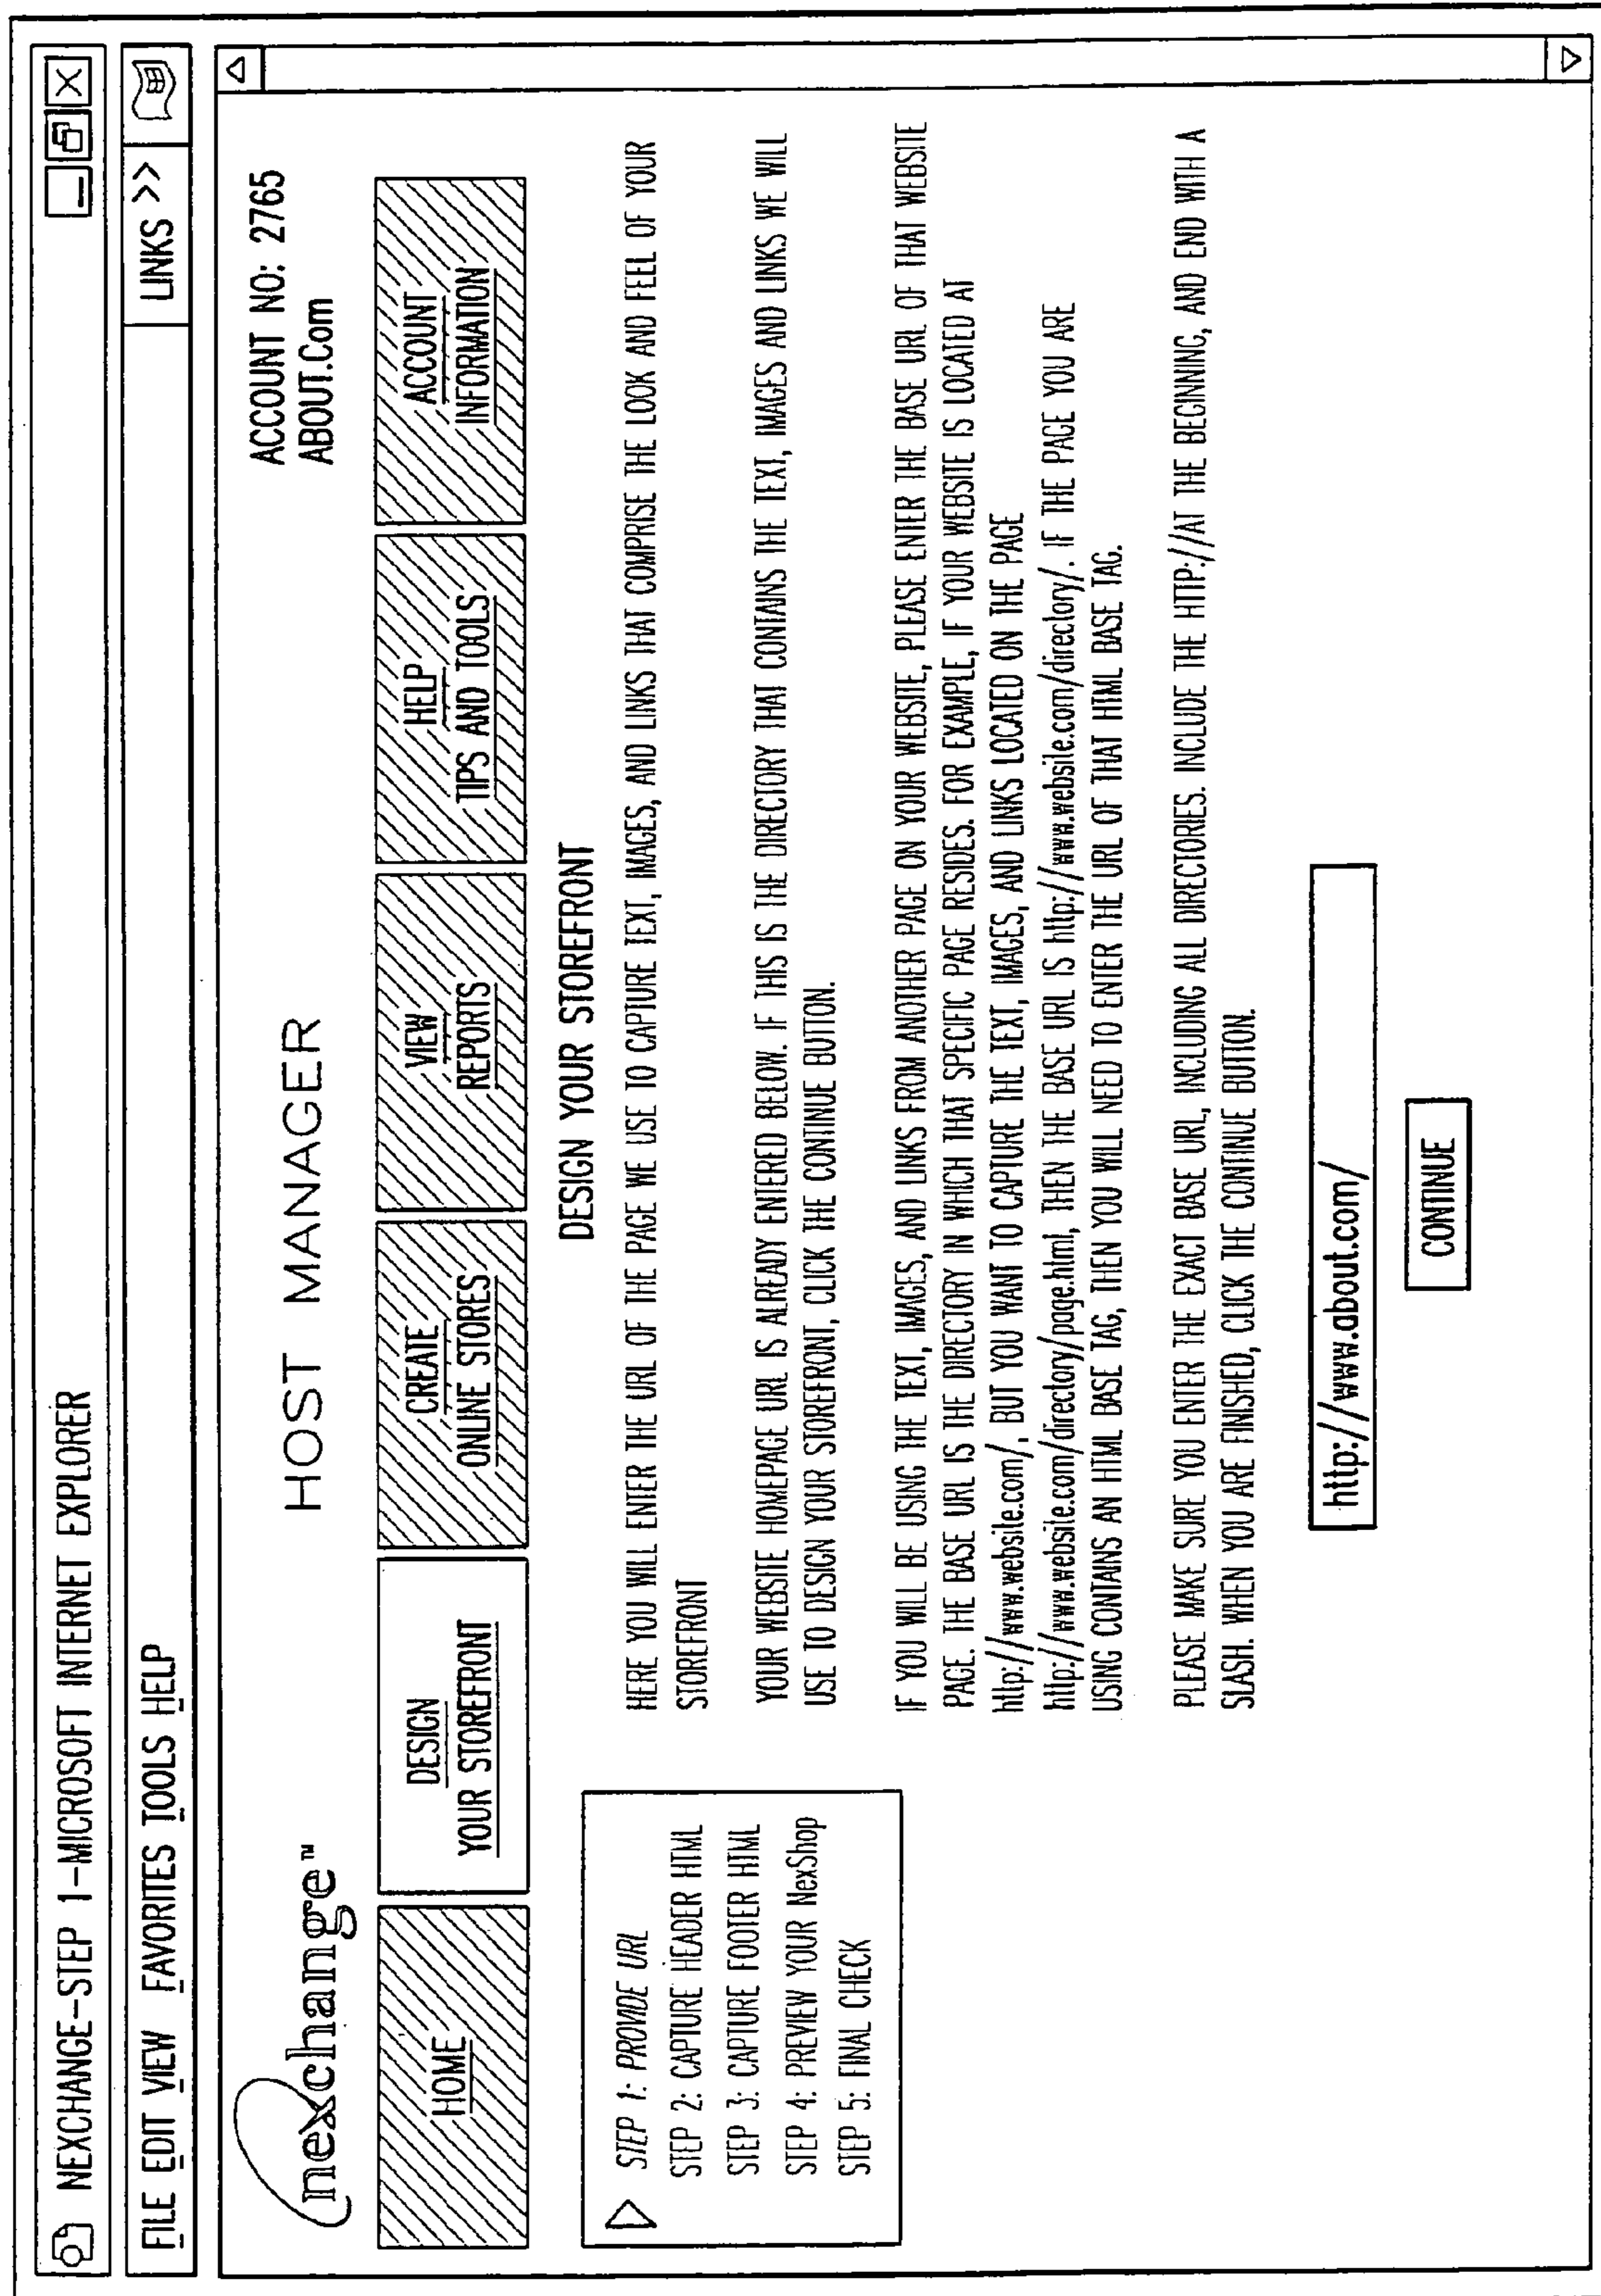 NEXCHANGE-STEP 1-MICROSOFT INTERNET EXPLORER
FILE EDIT VIEW FAVORITES TOOLS HELP
LINKS >>
nexchange™
HOST MANAGER
ACCOUNT NO: 2765
ABOUT.Com
HOME
DESIGN
YOUR STOREFRONT
CREATE
ONLINE STORES
VIEW
REPORTS
HELP
TIPS AND TOOLS
ACCOUNT
INFORMATION
STEP 1: PROVIDE URL
STEP 2: CAPTURE HEADER HTML
STEP 3: CAPTURE FOOTER HTML
STEP 4: PREVIEW YOUR NexShop
STEP 5: FINAL CHECK
DESIGN YOUR STOREFRONT
HERE YOU WILL ENTER THE URL OF THE PAGE WE USE TO CAPTURE TEXT, IMAGES, AND LINKS THAT COMPRISE THE LOOK AND FEEL OF YOUR
STOREFRONT
YOUR WEBSITE HOMEPAGE URL IS ALREADY ENTERED BELOW. IF THIS IS THE DIRECTORY THAT CONTAINS THE TEXT, IMAGES AND LINKS WE WILL
USE TO DESIGN YOUR STOREFRONT, CLICK THE CONTINUE BUTTON.
IF YOU WILL BE USING THE TEXT, IMAGES, AND LINKS FROM ANOTHER PAGE ON YOUR WEBSITE, PLEASE ENTER THE BASE URL OF THAT WEBSITE
PAGE. THE BASE URL IS THE DIRECTORY IN WHICH THAT SPECIFIC PAGE RESIDES. FOR EXAMPLE, IF YOUR WEBSITE IS LOCATED AT
http://www.website.com/, BUT YOU WANT TO CAPTURE THE TEXT, IMAGES, AND LINKS LOCATED ON THE PAGE
http://www.website.com/directory/page.html, THEN THE BASE URL IS http://www.website.com/directory/. IF THE PAGE YOU ARE
USING CONTAINS AN HTML BASE TAG, THEN YOU WILL NEED TO ENTER THE URL OF THAT HTML BASE TAG.
PLEASE MAKE SURE YOU ENTER THE EXACT BASE URL, INCLUDING ALL DIRECTORIES. INCLUDE THE HTTP://AT THE BEGINNING, AND END WITH A
SLASH. WHEN YOU ARE FINISHED, CLICK THE CONTINUE BUTTON.
http://www.about.com/
CONTINUE